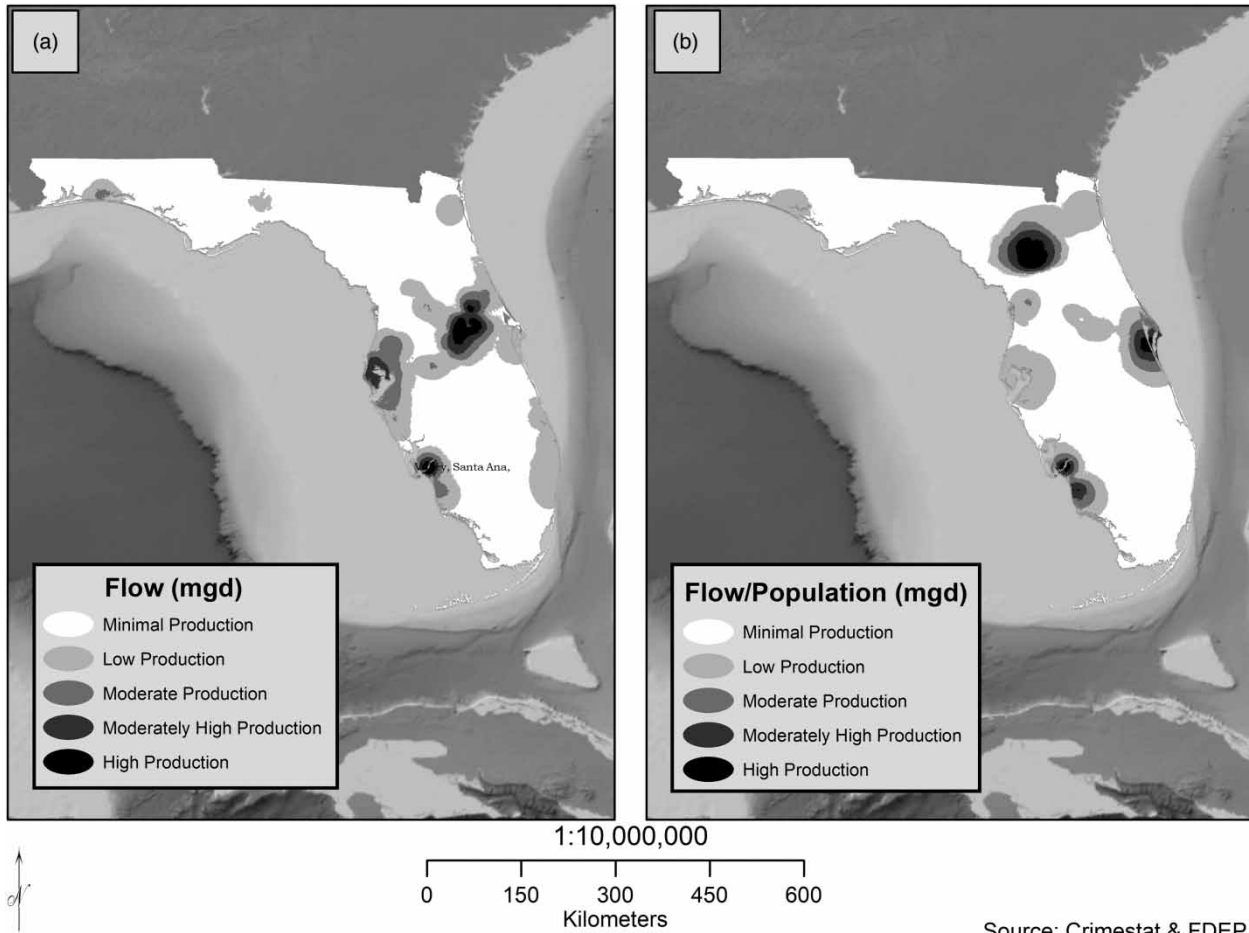 (a)
(b)
Valley, Santa Ana,
Flow (mgd)
Minimal Production
Low Production
Moderate Production
Moderately High Production
High Production
Flow/Population (mgd)
Minimal Production
Low Production
Moderate Production
Moderately High Production
High Production
1:10,000,000
0 150 300 450 600
Kilometers
N
Source: Crimestat & FDEP